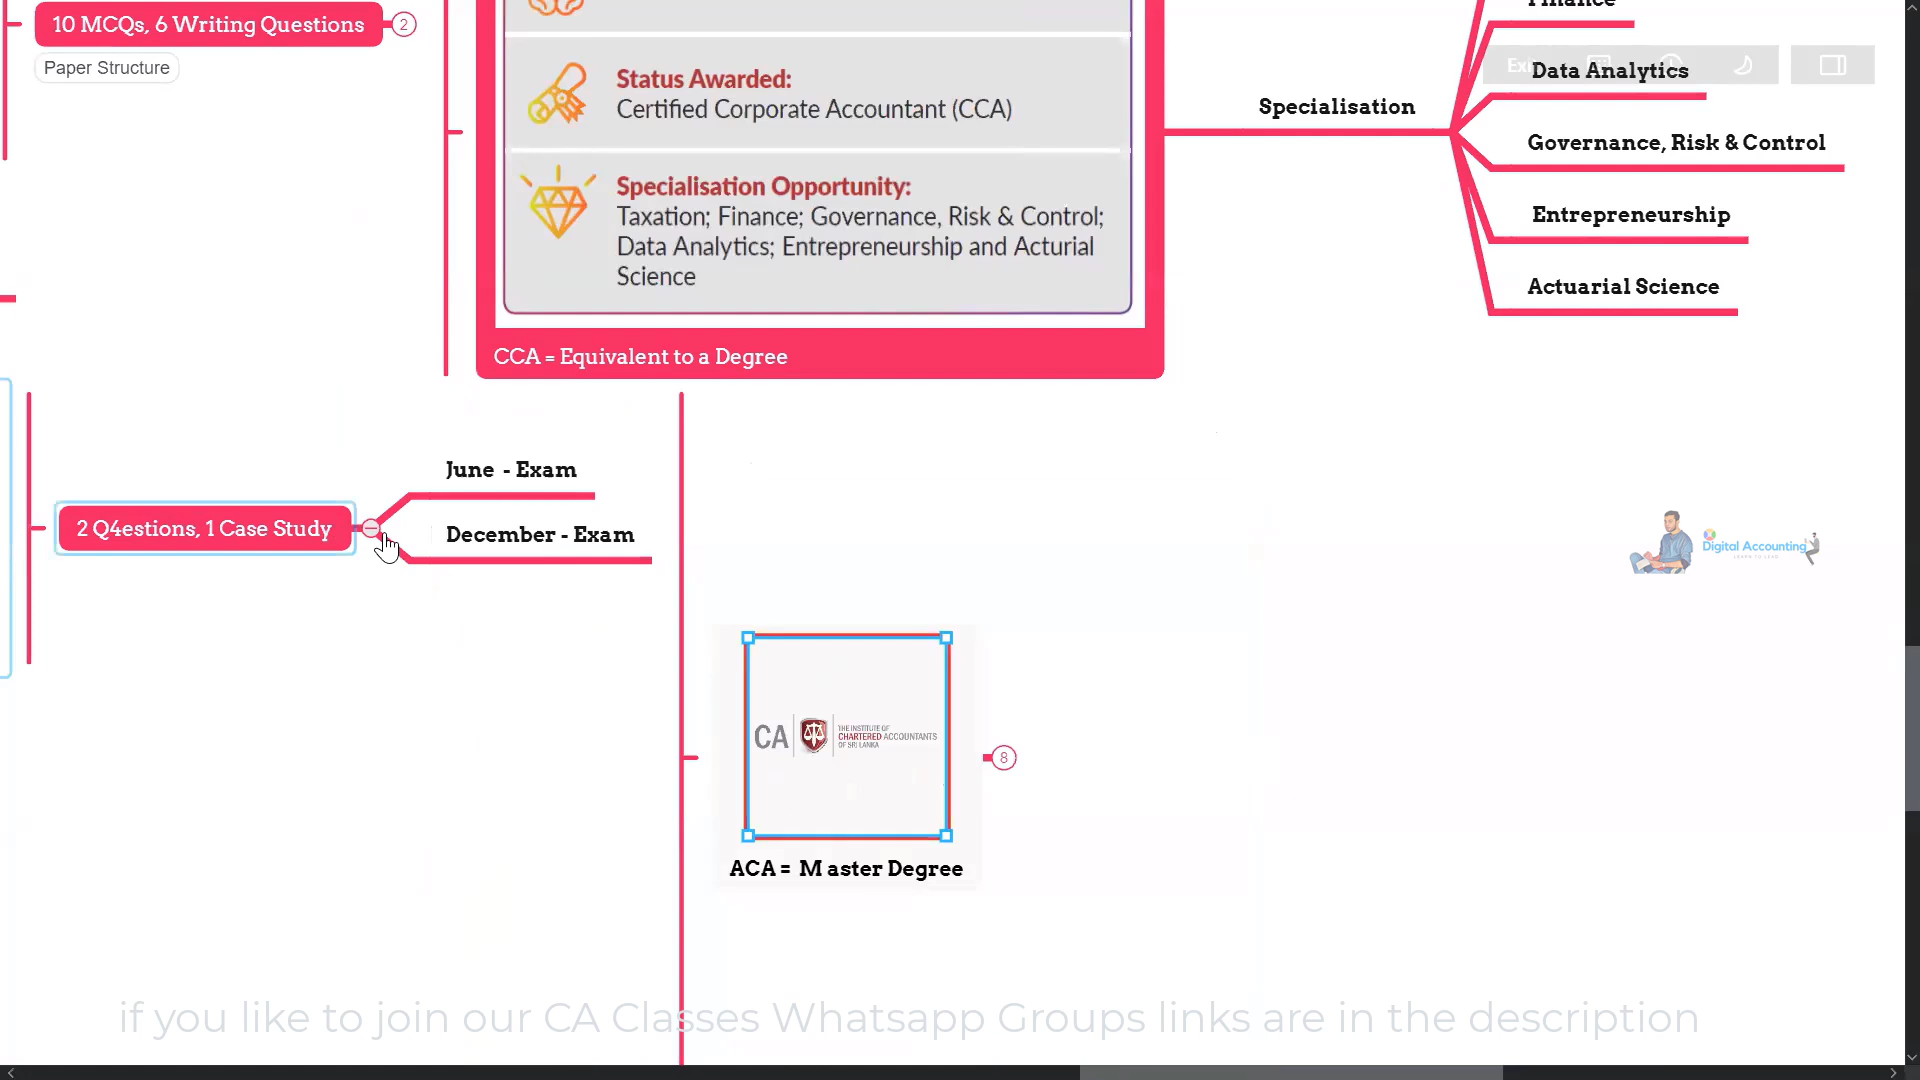 10 MCQs, 6 Writing Questions
2
Paper Structure
Status Awarded:
Certified Corporate Accountant (CCA)
Specialisation Opportunity:
Taxation; Finance; Governance, Risk & Control;
Data Analytics; Entrepreneurship and Acturial
Science
CCA = Equivalent to a Degree
Specialisation
Finance
Data Analytics
Governance, Risk & Control
Entrepreneurship
Actuarial Science
2 Q4estions, 1 Case Study
June - Exam
December - Exam
Digital Accounting
LEARN TO LEAD
CA
THE INSTITUTE OF
CHARTERED ACCOUNTANTS
OF SRI LANKA
8
ACA = M aster Degree
if you like to join our CA Classes Whatsapp Groups links are in the description